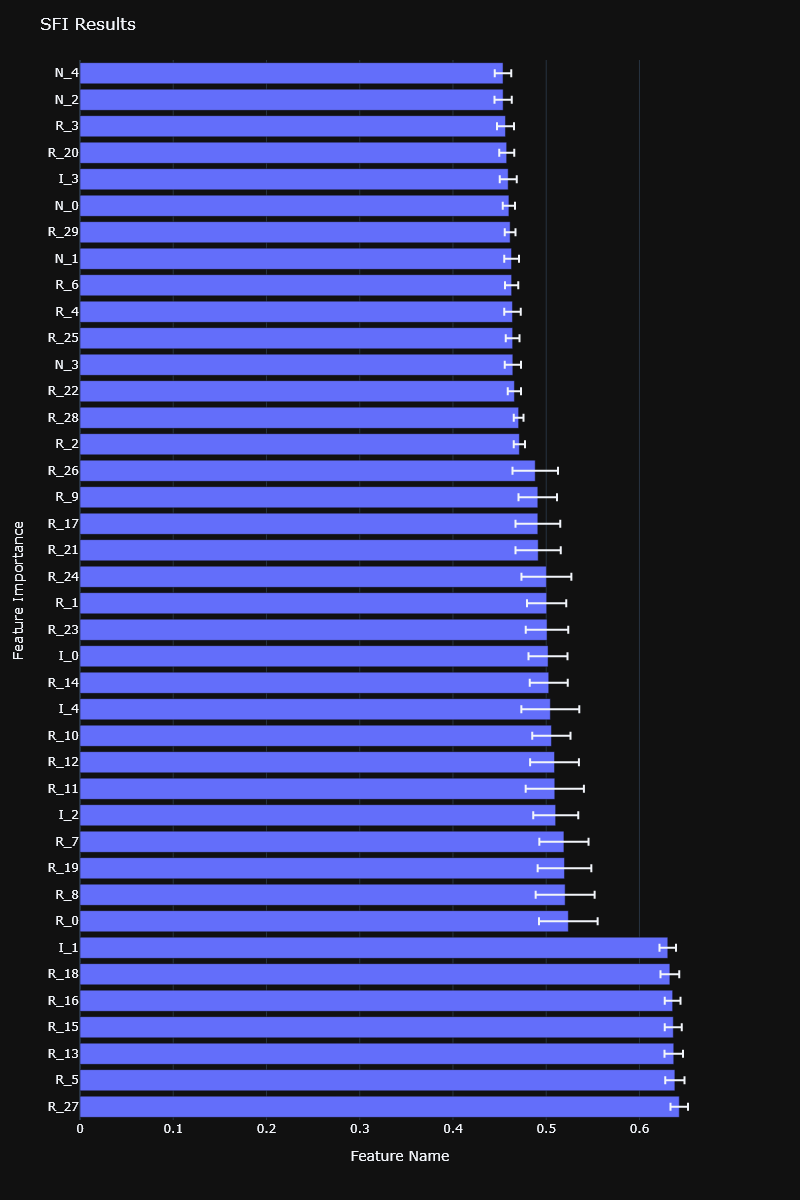 SFI Results
N_4
N_2
R_3
R_20
I_3
N_0
R_29
N_1
R_6
R_4
R_25
N_3
R_22
R_28
R_2
R_26
R_9
R_17
R_21
R_24
R_1
R_23
I_0
R_14
I_4
R_10
R_12
R_11
I_2
R_7
R_19
R_8
R_0
I_1
R_18
R_16
R_15
R_13
R_5
R_27
Feature Importance
0 0.1 0.2 0.3 0.4 0.5 0.6
Feature Name